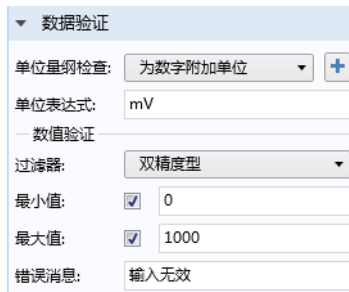 数据验证
单位量纲检查: 为数字附加单位
单位表达式: mV
数值验证
过滤器: 双精度型
最小值: 0
最大值: 1000
错误消息: 输入无效